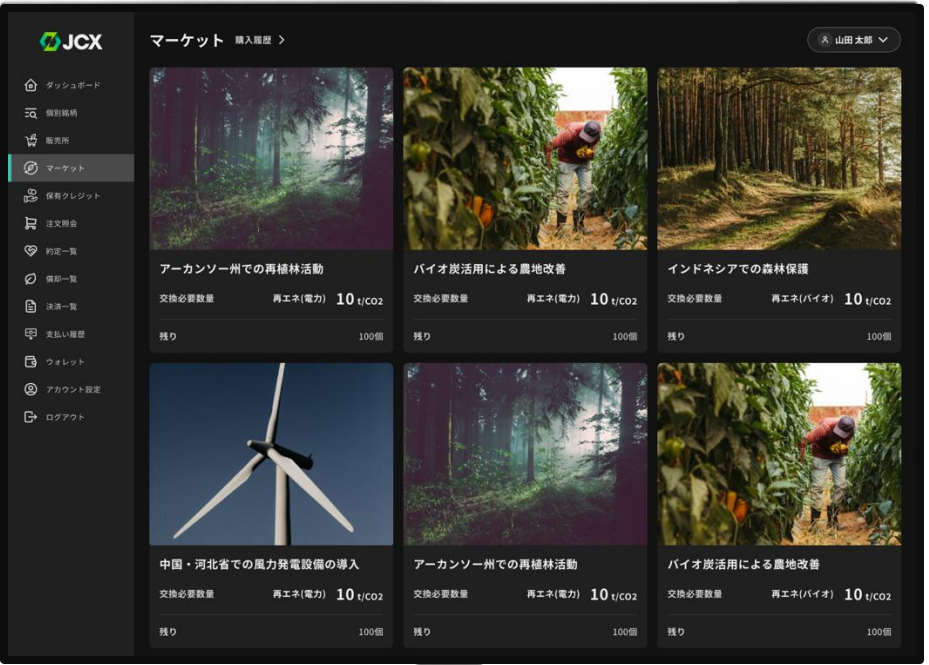 JCX
ダッシュボード
個別銘柄
販売所
マーケット
保有クレジット
注文照会
約定一覧
償却一覧
決済一覧
支払い履歴
ウォレット
アカウント設定
ログアウト
マーケット 購入履歴
山田 太郎
アーカンソー州での再植林活動
交換必要数量 再エネ(電力) 10 t/CO2
残り 100個
バイオ炭活用による農地改善
交換必要数量 再エネ(電力) 10 t/CO2
残り 100個
インドネシアでの森林保護
交換必要数量 再エネ(バイオ) 10 t/CO2
残り 100個
中国・河北省での風力発電設備の導入
交換必要数量 再エネ(電力) 10 t/CO2
残り 100個
アーカンソー州での再植林活動
交換必要数量 再エネ(電力) 10 t/CO2
残り 100個
バイオ炭活用による農地改善
交換必要数量 再エネ(バイオ) 10 t/CO2
残り 100個